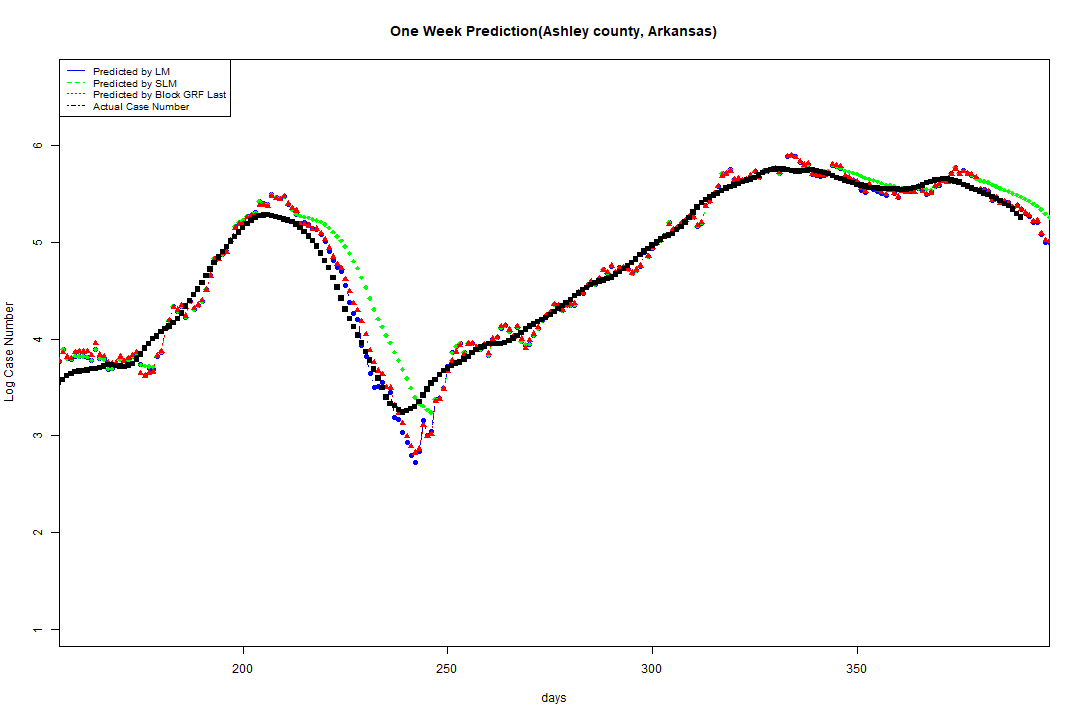 One Week Prediction(Ashley county, Arkansas)
Predicted by LM
Predicted by SLM
Predicted by Block GRF Last
Actual Case Number
6
5
4
3
2
1
Log Case Number
200 250 300 350
days